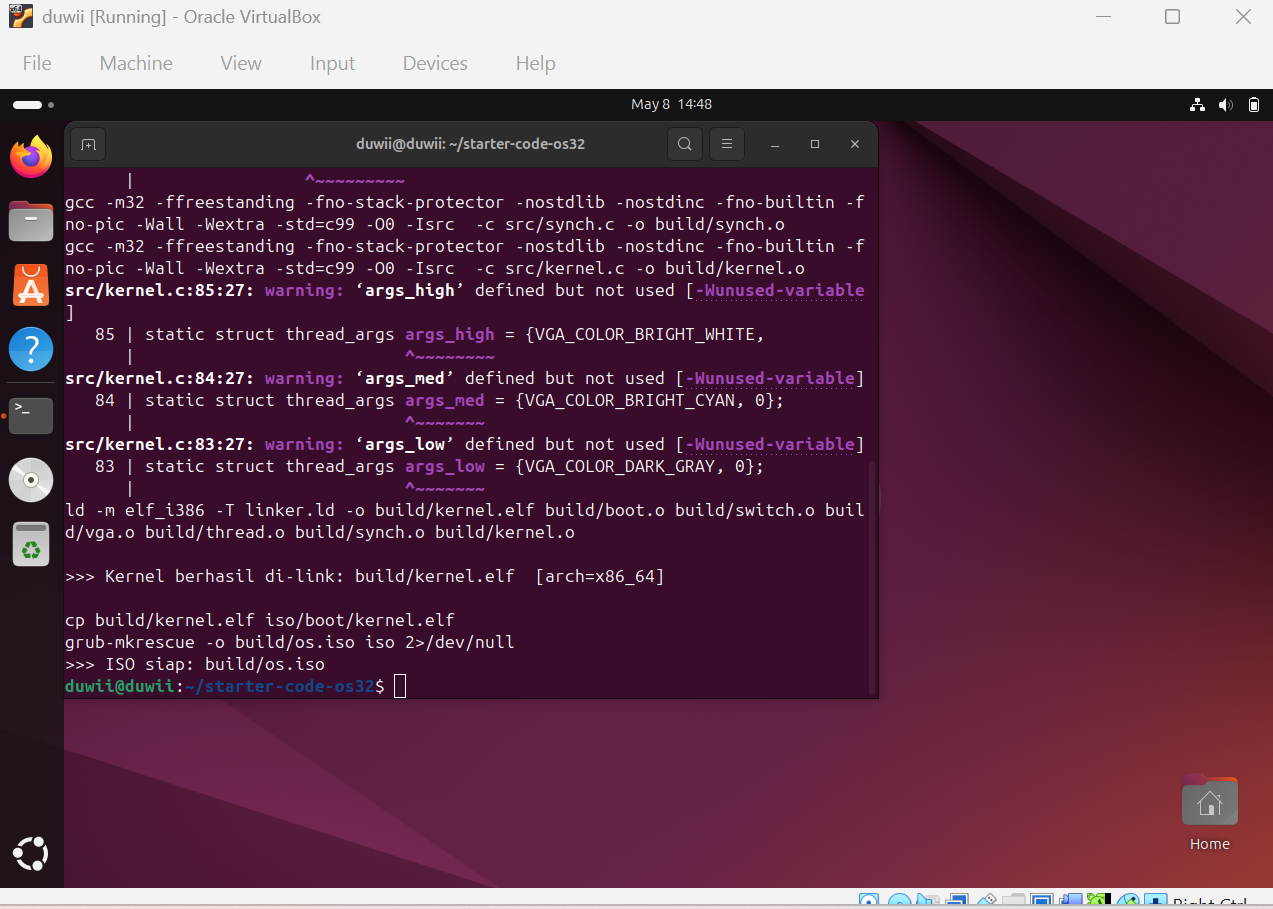 duwii [Running] - Oracle VirtualBox
File Machine View Input Devices Help
May 8 14:48
duwii@duwii: ~/starter-code-os32
| ^~~~~~~~~~
gcc -m32 -ffreestanding -fno-stack-protector -nostdlib -nostdinc -fno-builtin -f
no-pic -Wall -Wextra -std=c99 -O0 -Isrc  -c src/synch.c -o build/synch.o
gcc -m32 -ffreestanding -fno-stack-protector -nostdlib -nostdinc -fno-builtin -f
no-pic -Wall -Wextra -std=c99 -O0 -Isrc  -c src/kernel.c -o build/kernel.o
src/kernel.c:85:27: warning: ‘args_high’ defined but not used [-Wunused-variable
]
85 | static struct thread_args args_high = {VGA_COLOR_BRIGHT_WHITE,
| ^~~~~~~~~
src/kernel.c:84:27: warning: ‘args_med’ defined but not used [-Wunused-variable]
84 | static struct thread_args args_med = {VGA_COLOR_BRIGHT_CYAN, 0};
| ^~~~~~~~
src/kernel.c:83:27: warning: ‘args_low’ defined but not used [-Wunused-variable]
83 | static struct thread_args args_low = {VGA_COLOR_DARK_GRAY, 0};
| ^~~~~~~~
ld -m elf_i386 -T linker.ld -o build/kernel.elf build/boot.o build/switch.o buil
d/vga.o build/thread.o build/synch.o build/kernel.o
>>> Kernel berhasil di-link: build/kernel.elf  [arch=x86_64]
cp build/kernel.elf iso/boot/kernel.elf
grub-mkrescue -o build/os.iso iso 2>/dev/null
>>> ISO siap: build/os.iso
duwii@duwii:~/starter-code-os32$
Home
Right Ctrl